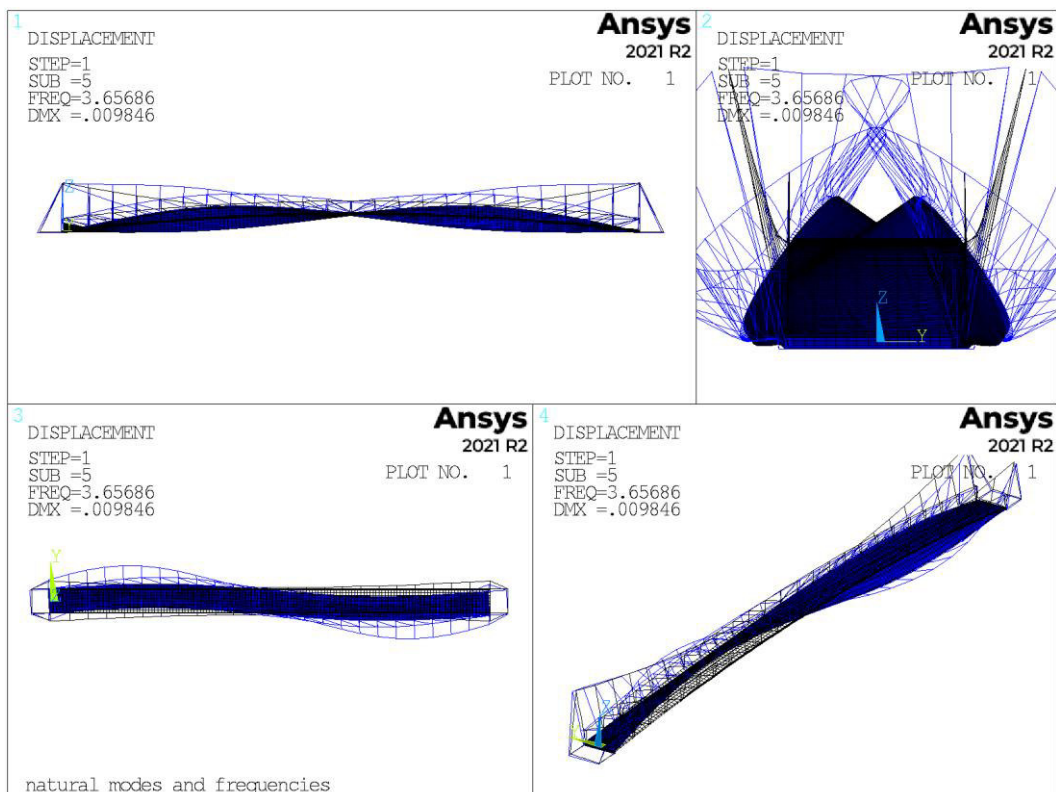 1
DISPLACEMENT
STEP=1
SUB =5
FREQ=3.65686
DMX =.009846
Ansys
2021 R2
PLOT NO. 1
Z
2
DISPLACEMENT
STEP=1
SUB =5
FREQ=3.65686
DMX =.009846
Ansys
2021 R2
PLOT NO. 1
Z
Y
3
DISPLACEMENT
STEP=1
SUB =5
FREQ=3.65686
DMX =.009846
Ansys
2021 R2
PLOT NO. 1
Y
natural modes and frequencies
4
DISPLACEMENT
STEP=1
SUB =5
FREQ=3.65686
DMX =.009846
Ansys
2021 R2
PLOT NO. 1
Z